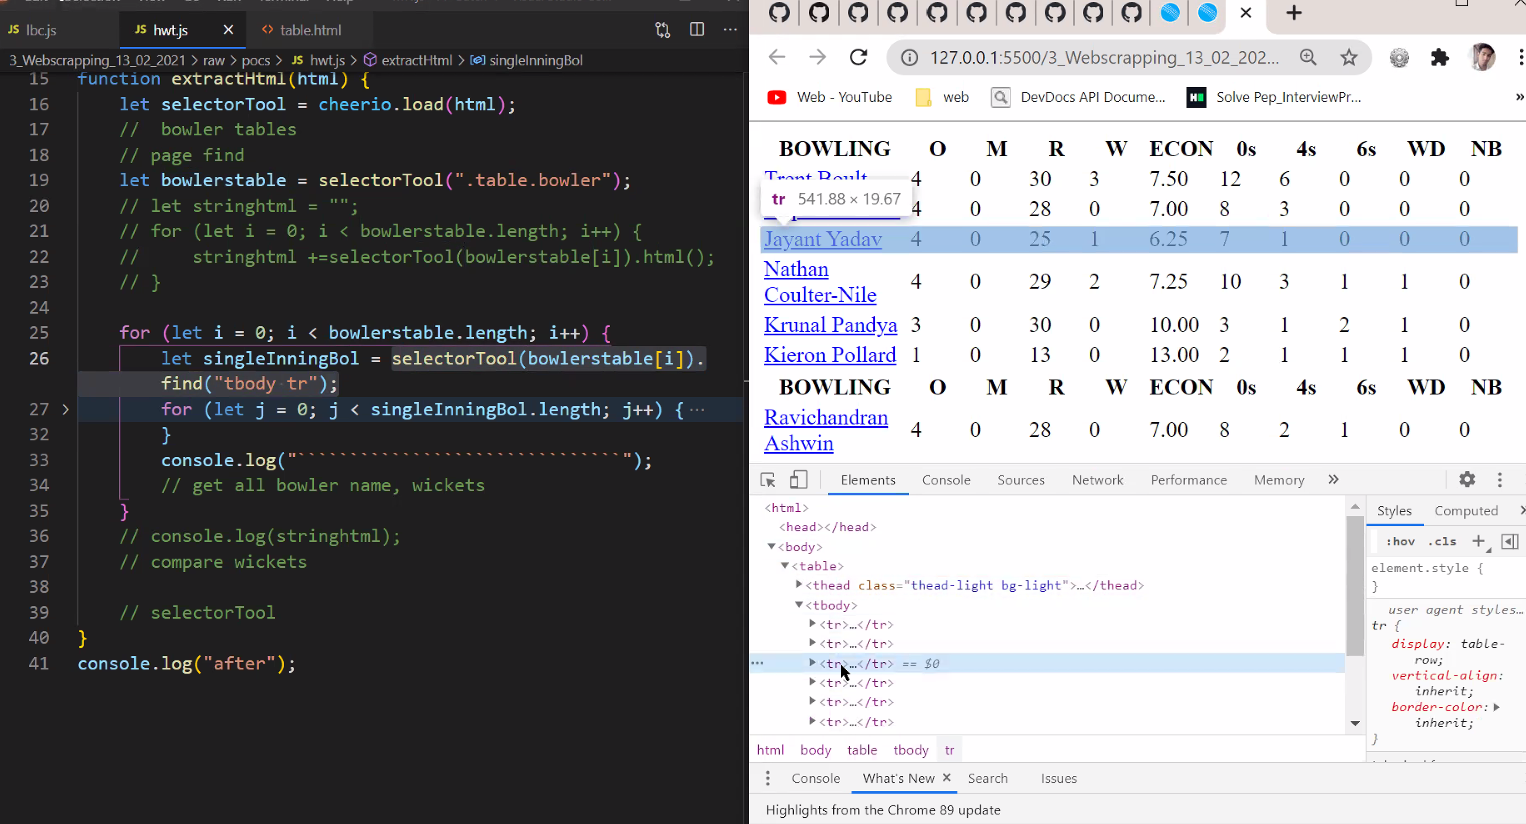 lbc.js
hwt.js
table.html
3_Webscrapping_13_02_2021 > raw > pocs > JS hwt.js > extractHtml > singleInningBol
15 function extractHtml(html) {
16 let selectorTool = cheerio.load(html);
17 // bowler tables
18 // page find
19 let bowlerstable = selectorTool(".table.bowler");
20 // let stringhtml = "";
21 // for (let i = 0; i < bowlerstable.length; i++) {
22 // stringhtml +=selectorTool(bowlerstable[i]).html();
23 // }
24
25 for (let i = 0; i < bowlerstable.length; i++) {
26 let singleInningBol = selectorTool(bowlerstable[i]).
find("tbody tr");
27 for (let j = 0; j < singleInningBol.length; j++) { ···
32 }
33 console.log("```````````````````````````````");
34 // get all bowler name, wickets
35 }
36 // console.log(stringhtml);
37 // compare wickets
38
39 // selectorTool
40 }
41 console.log("after");
127.0.0.1:5500/3_Webscrapping_13_02_202...
Web - YouTube
web
DevDocs API Docume...
Solve Pep_InterviewPr...
»
BOWLING O M R W ECON 0s 4s 6s WD NB
Trent Boult 4 0 30 3 7.50 12 6 0 0 0
tr 541.88 × 19.67
4 0 28 0 7.00 8 3 0 0 0
Jayant Yadav 4 0 25 1 6.25 7 1 0 0 0
Nathan
Coulter-Nile 4 0 29 2 7.25 10 3 1 1 0
Krunal Pandya 3 0 30 0 10.00 3 1 2 1 0
Kieron Pollard 1 0 13 0 13.00 2 1 1 1 0
BOWLING O M R W ECON 0s 4s 6s WD NB
Ravichandran
Ashwin 4 0 28 0 7.00 8 2 1 0 0
Elements Console Sources Network Performance Memory »
<html>
<head></head>
<body>
<table>
<thead class="thead-light bg-light">…</thead>
<tbody>
<tr>…</tr>
<tr>…</tr>
<tr>…</tr> == $0
<tr>…</tr>
<tr>…</tr>
<tr>…</tr>
html body table tbody tr
Styles Computed
:hov .cls +
element.style {
}
user agent styles…
tr {
display: table-
row;
vertical-align:
inherit;
border-color:
inherit;
}
Console What's New × Search Issues
Highlights from the Chrome 89 update